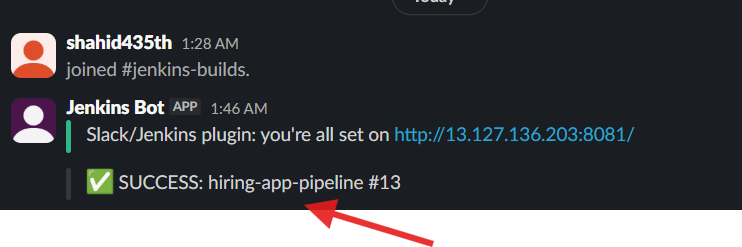 Today
shahid435th 1:28 AM
joined #jenkins-builds.
Jenkins Bot APP 1:46 AM
Slack/Jenkins plugin: you're all set on http://13.127.136.203:8081/
✅ SUCCESS: hiring-app-pipeline #13